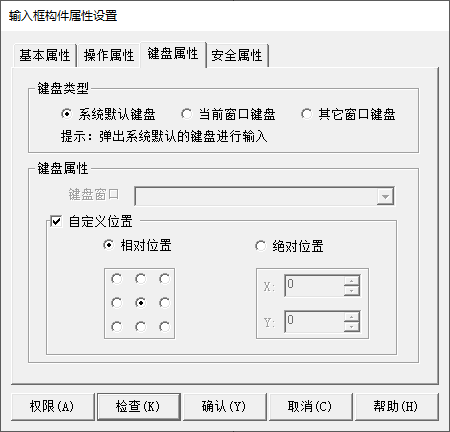 输入框构件属性设置
基本属性 操作属性 键盘属性 安全属性
键盘类型
系统默认键盘 当前窗口键盘 其它窗口键盘
提示：弹出系统默认的键盘进行输入
键盘属性
键盘窗口
自定义位置
相对位置 绝对位置
X: 0
Y: 0
权限(A) 检查(K) 确认(Y) 取消(C) 帮助(H)